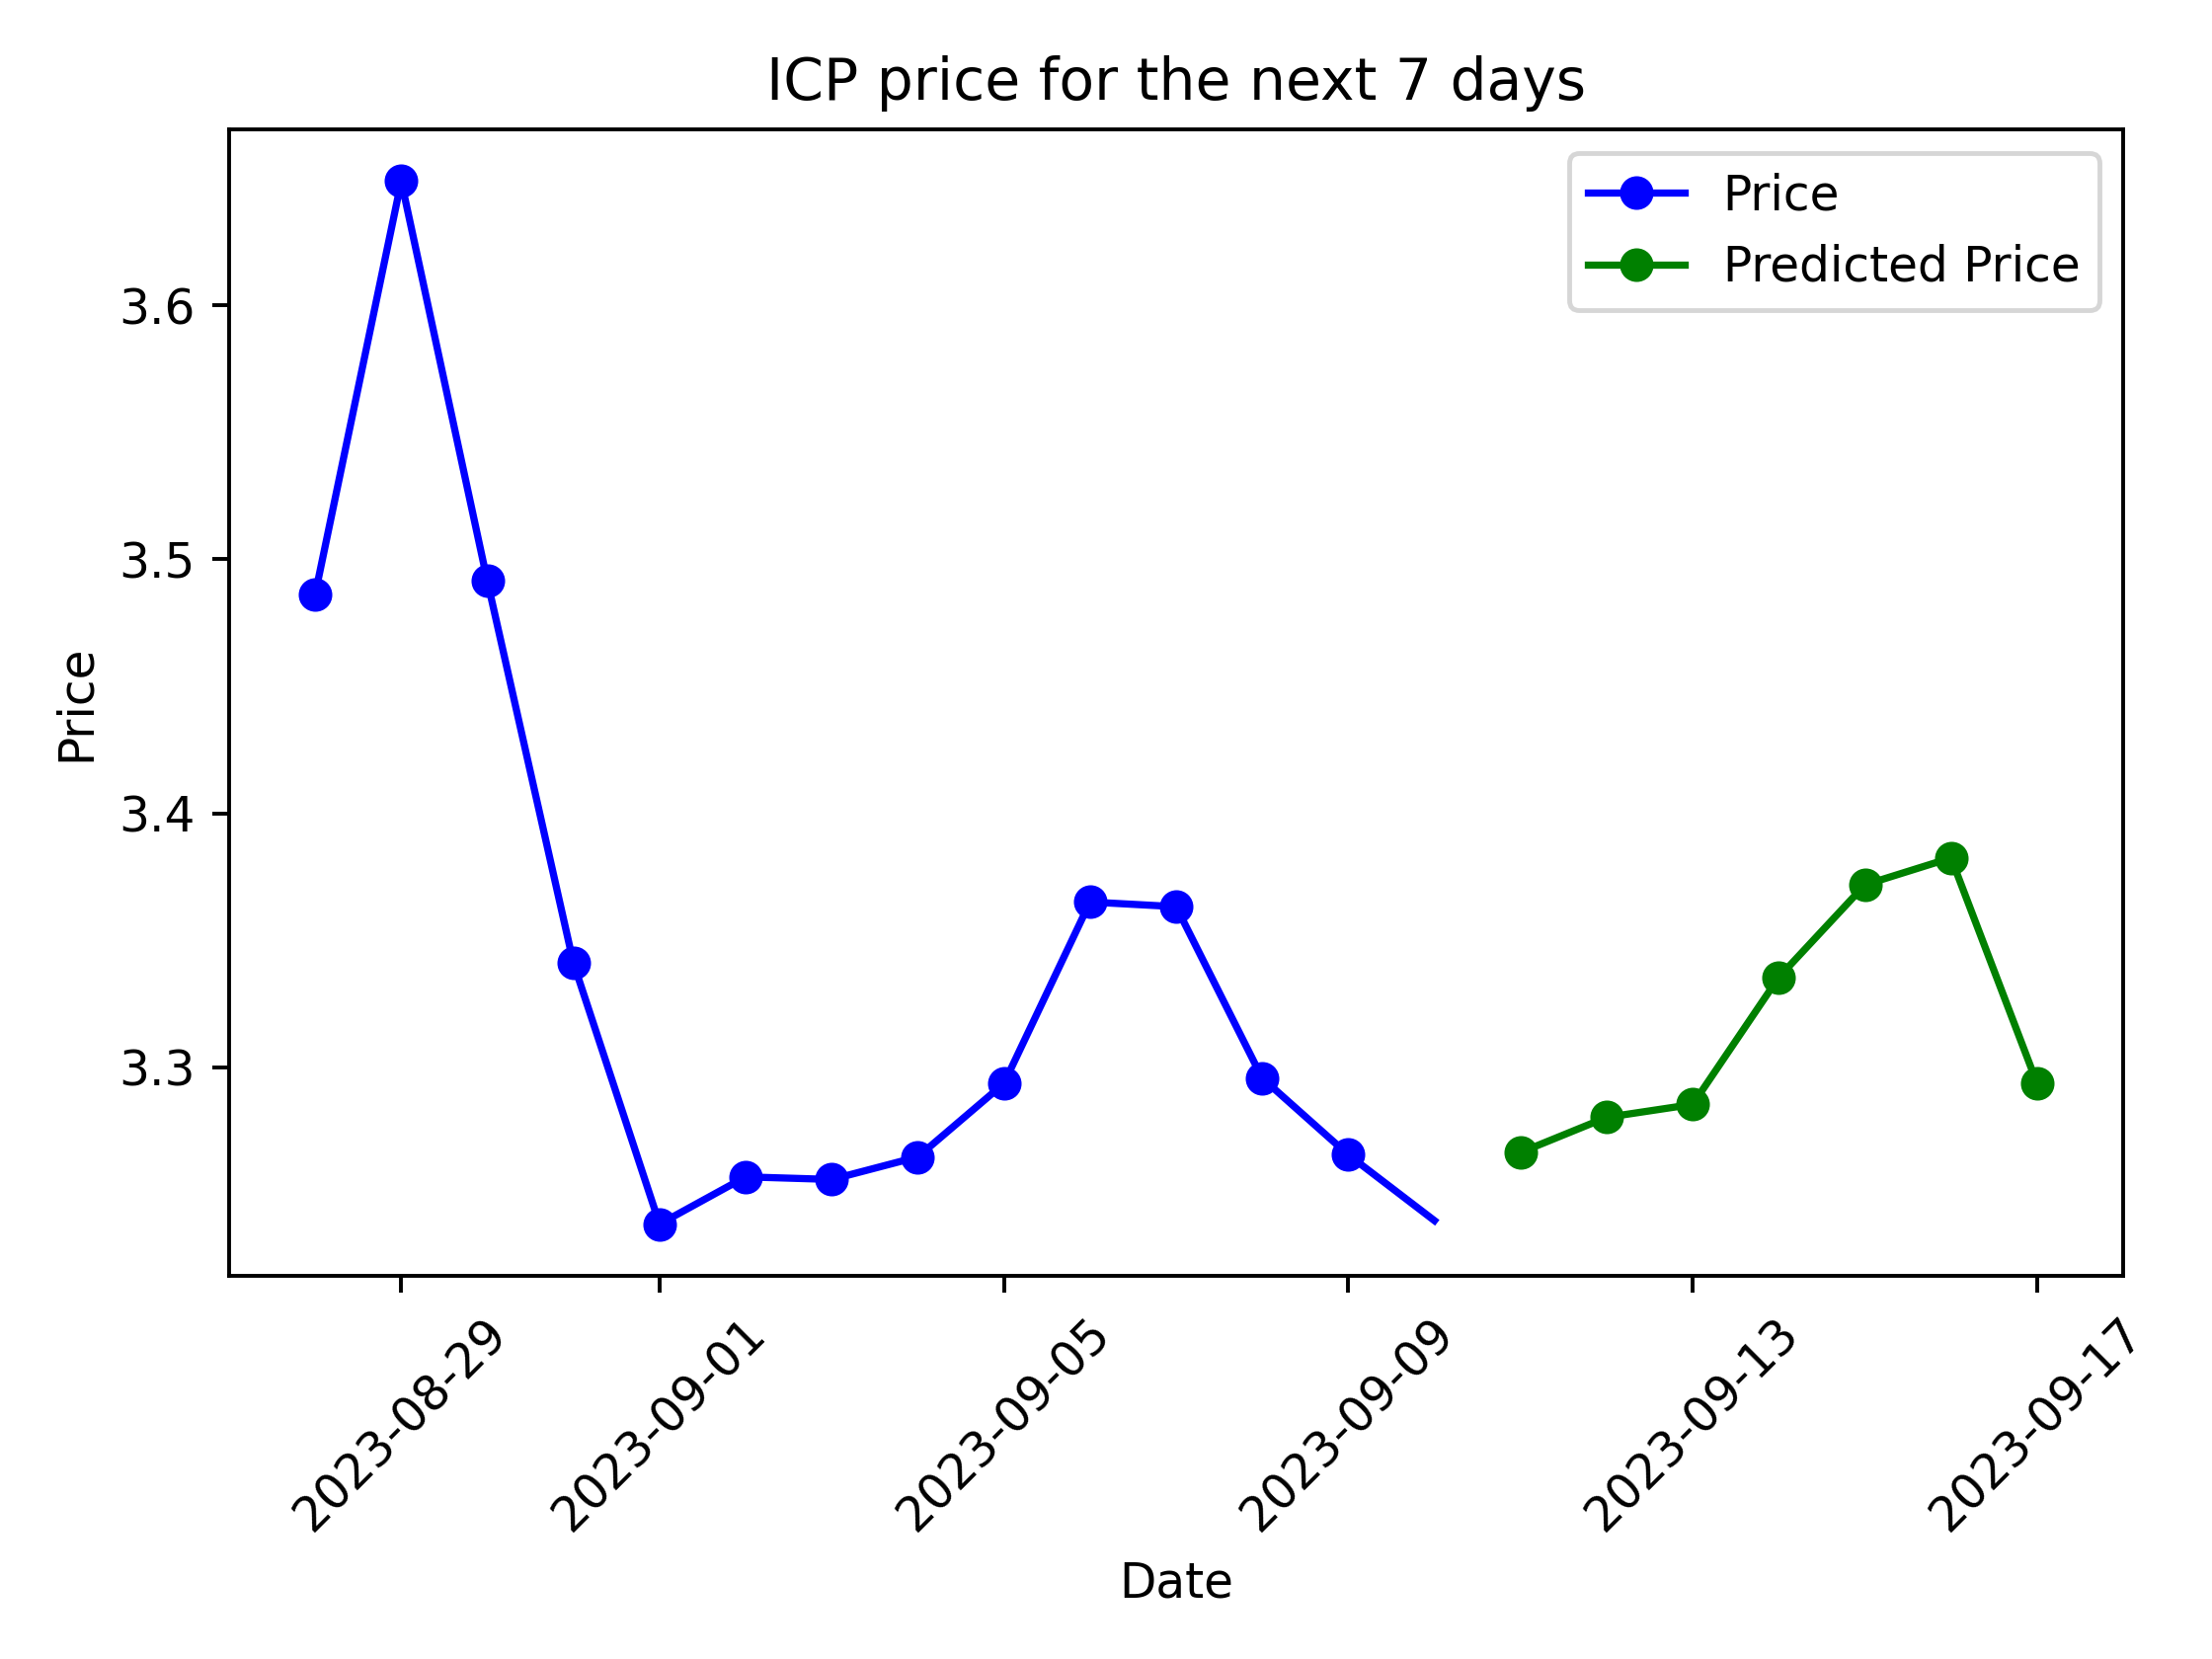 ICP price for the next 7 days
Price
Predicted Price
3.6
3.5
3.4
3.3
Price
2023-08-29
2023-09-01
2023-09-05
2023-09-09
2023-09-13
2023-09-17
Date